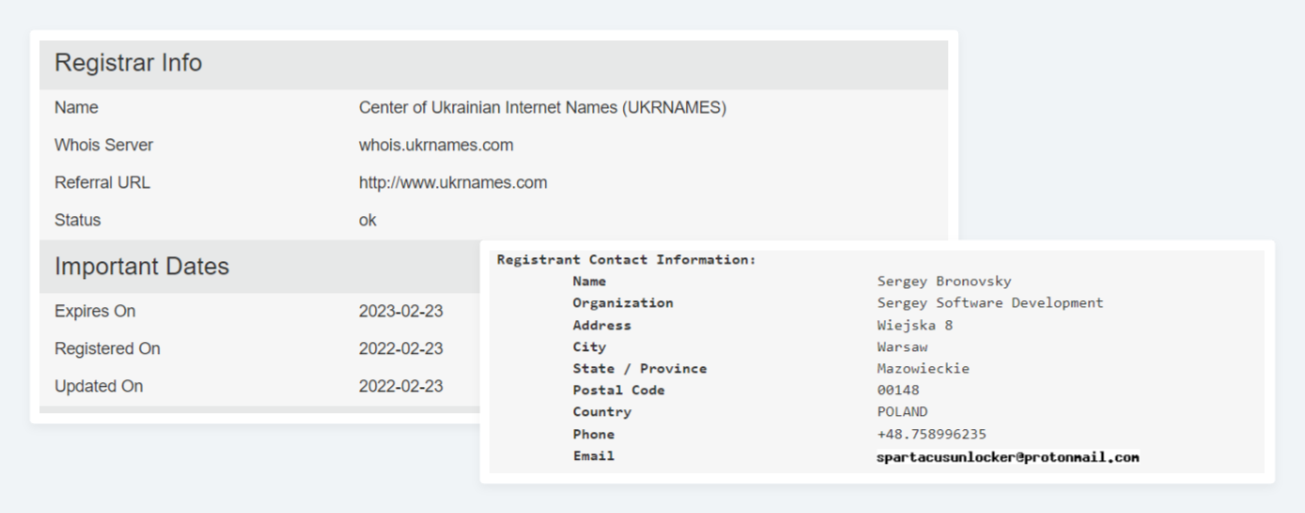 Registrar Info
Name Center of Ukrainian Internet Names (UKRNAMES)
Whois Server whois.ukrnames.com
Referral URL http://www.ukrnames.com
Status ok
Important Dates
Expires On 2023-02-23
Registered On 2022-02-23
Updated On 2022-02-23
Registrant Contact Information:
Name Sergey Bronovsky
Organization Sergey Software Development
Address Wiejska 8
City Warsaw
State / Province Mazowieckie
Postal Code 00148
Country POLAND
Phone +48.758996235
Email spartacusunlocker@protonmail.com